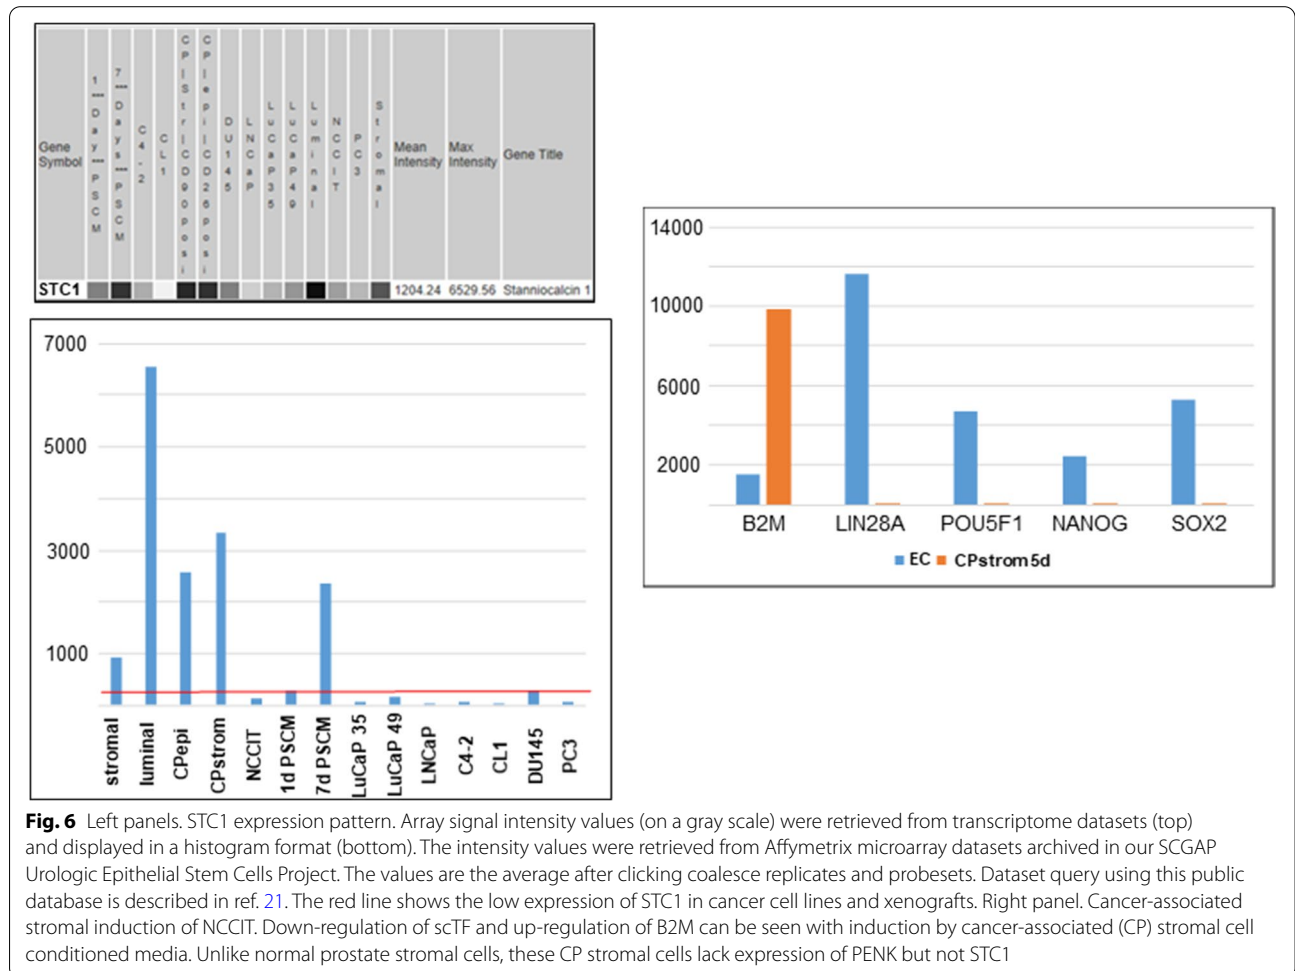 Gene Symbol
1---Day---PSCM
7---Days---PSCM
C4-2
CL1
CP|Str|CD90posi
CP|epi|CD26posi
DU145
LNCaP
LuCaP35
LuCaP49
Luminal
NCCIT
PC3
Stromal
Mean Intensity
Max Intensity
Gene Title
STC1 1204.24 6529.56 Stanniocalcin 1
7000
5000
3000
1000
stromal
luminal
CPepi
CPstrom
NCCIT
1d PSCM
7d PSCM
LuCaP 35
LuCaP 49
LNCaP
C4-2
CL1
DU145
PC3
14000
10000
6000
2000
B2M LIN28A POU5F1 NANOG SOX2
EC CPstrom 5d
Fig. 6 Left panels. STC1 expression pattern. Array signal intensity values (on a gray scale) were retrieved from transcriptome datasets (top)
and displayed in a histogram format (bottom). The intensity values were retrieved from Affymetrix microarray datasets archived in our SCGAP
Urologic Epithelial Stem Cells Project. The values are the average after clicking coalesce replicates and probesets. Dataset query using this public
database is described in ref. 21. The red line shows the low expression of STC1 in cancer cell lines and xenografts. Right panel. Cancer-associated
stromal induction of NCCIT. Down-regulation of scTF and up-regulation of B2M can be seen with induction by cancer-associated (CP) stromal cell
conditioned media. Unlike normal prostate stromal cells, these CP stromal cells lack expression of PENK but not STC1